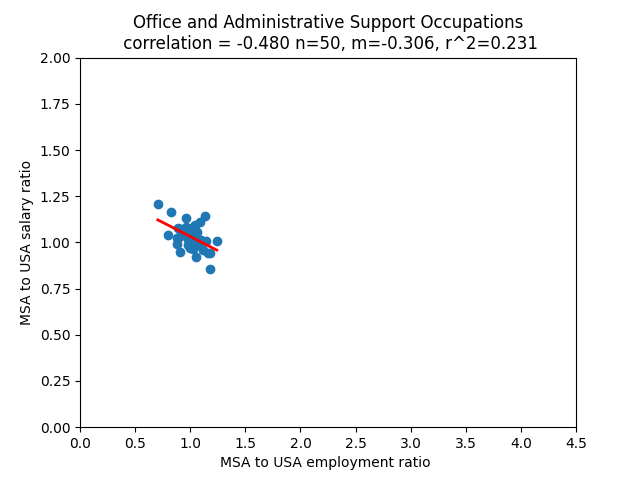 Office and Administrative Support Occupations
correlation = -0.480 n=50, m=-0.306, r^2=0.231
2.00
1.75
1.50
1.25
1.00
0.75
0.50
0.25
0.00
MSA to USA salary ratio
0.0 0.5 1.0 1.5 2.0 2.5 3.0 3.5 4.0 4.5
MSA to USA employment ratio